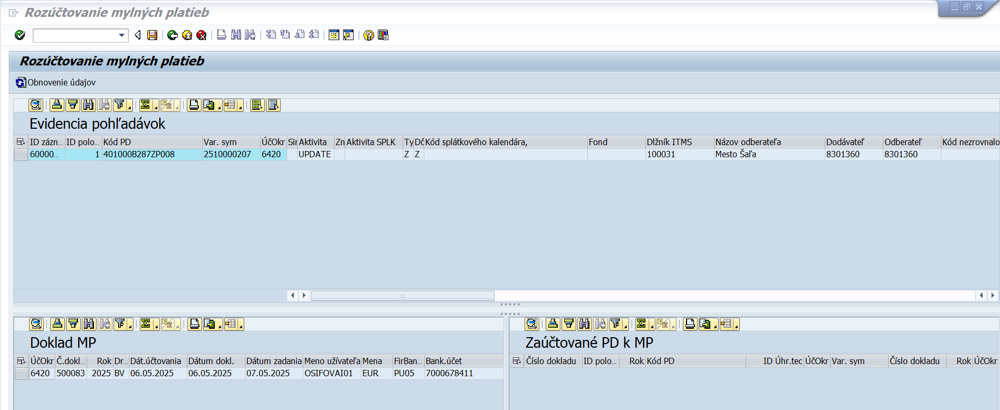 Rozúčtovanie mylných platieb
Rozúčtovanie mylných platieb
Obnovenie údajov
Evidencia pohľadávok
ID zázn... ID polo... Kód PD Var. sym ÚčOkr Sin Aktivita Zn Aktivita SPLK Ty Dô Kód splátkového kalendára, Fond Dlžník ITMS Názov odberateľa Dodávateľ Odberateľ Kód nezrovnalo
60000... 1 401000B287ZP008 2510000207 6420 UPDATE Z Z 100031 Mesto Šaľa 8301360 8301360
Doklad MP
ÚčOkr Č.dokl... Rok Dr... Dát.účtovania Dátum dokl. Dátum zadania Meno užívateľa Mena FirBan... Bank.účet
6420 500083 2025 BV 06.05.2025 06.05.2025 07.05.2025 OSIFOVAI01 EUR PU05 7000678411
Zaúčtované PD k MP
Číslo dokladu ID polo... Rok Kód PD ID Úhr.tec ÚčOkr Var. sym Číslo dokladu Rok ÚčOkr